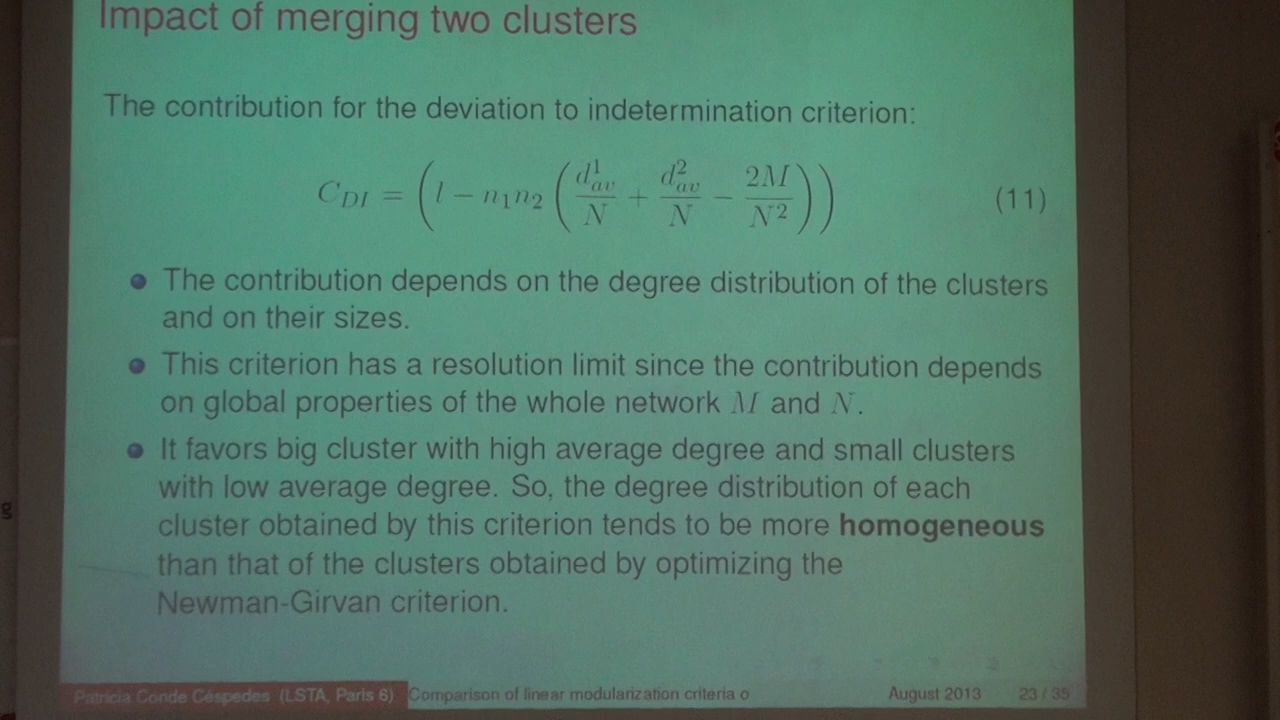 Impact of merging two clusters
The contribution for the deviation to indetermination criterion:
C_{DI} = \left( l - n_1 n_2 \left( \frac{d^1_{av}}{N} + \frac{d^2_{av}}{N} - \frac{2M}{N^2} \right) \right) (11)
The contribution depends on the degree distribution of the clusters
and on their sizes.
This criterion has a resolution limit since the contribution depends
on global properties of the whole network M and N.
It favors big cluster with high average degree and small clusters
with low average degree. So, the degree distribution of each
cluster obtained by this criterion tends to be more homogeneous
than that of the clusters obtained by optimizing the
Newman-Girvan criterion.
Patricia Conde Céspedes (LSTA, Paris 6) Comparison of linear modularization criteria o August 2013 23 / 35
g